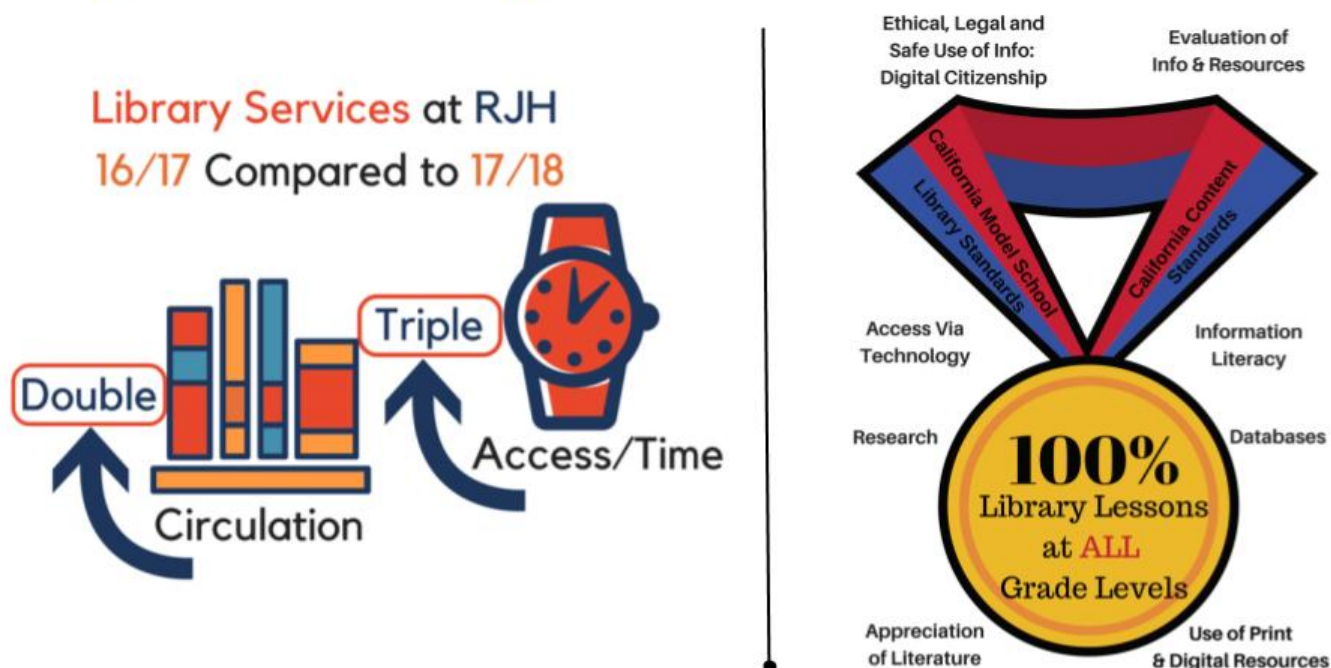 Library Services at RJH
16/17 Compared to 17/18
Double
Triple
Circulation
Access/Time
Ethical, Legal and
Safe Use of Info:
Digital Citizenship
Evaluation of
Info & Resources
California Model School
Library Standards
California Content
Standards
Access Via
Technology
Information
Literacy
Research
Databases
100%
Library Lessons
at ALL
Grade Levels
Appreciation
of Literature
Use of Print
& Digital Resources